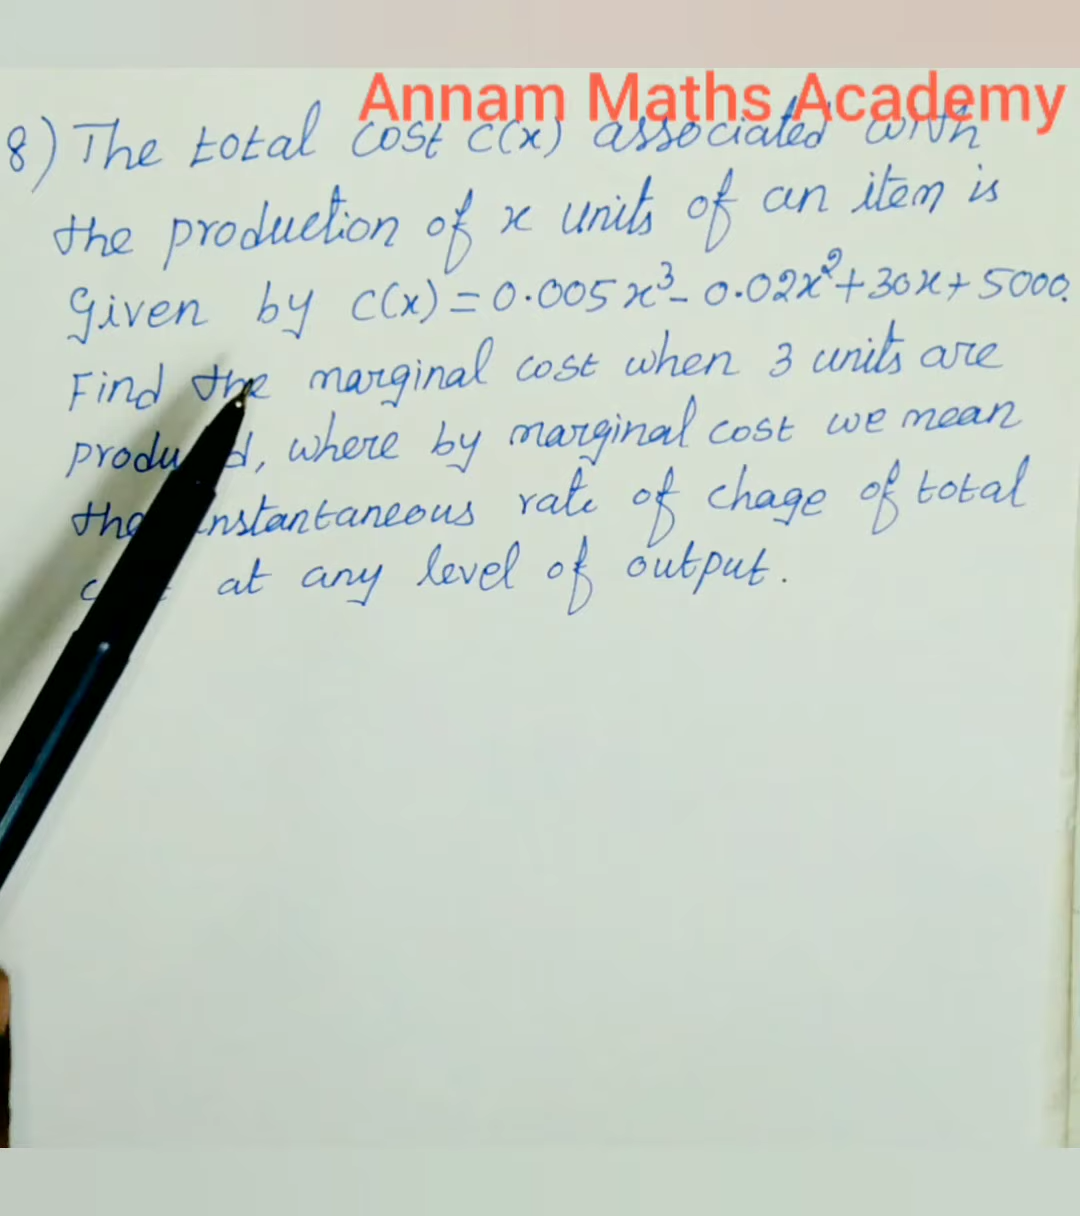 Annam Maths Academy
8) The total cost C(x) associated with
the production of x units of an item is
given by C(x) = 0.005x³ - 0.02x² + 30x + 5000.
Find the marginal cost when 3 units are
where by marginal cost we mean
instantaneous rate of chage of total
at any level of output.